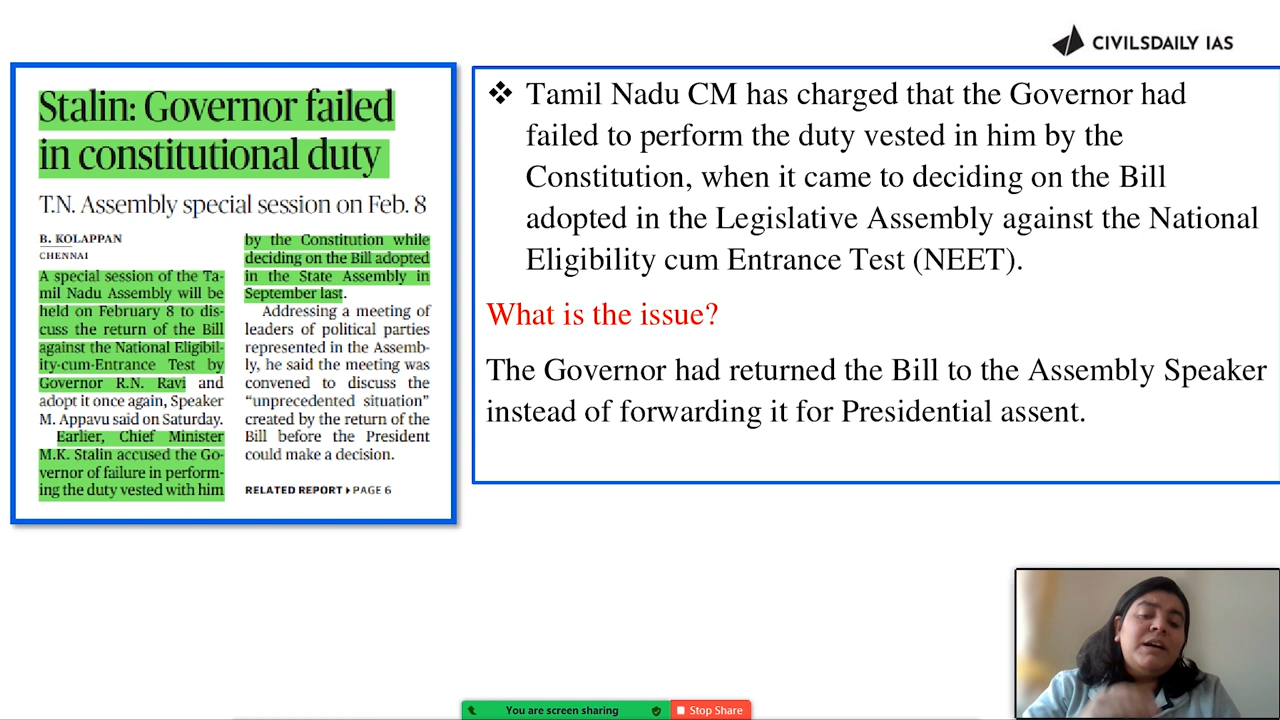 CIVILSDAILY IAS
Stalin: Governor failed
in constitutional duty
T.N. Assembly special session on Feb. 8
B. KOLAPPAN
CHENNAI
A special session of the Ta-
mil Nadu Assembly will be
held on February 8 to dis-
cuss the return of the Bill
against the National Eligibil-
ity-cum-Entrance Test by
Governor R.N. Ravi and
adopt it once again, Speaker
M. Appavu said on Saturday.
Earlier, Chief Minister
M.K. Stalin accused the Go-
vernor of failure in perform-
ing the duty vested with him
by the Constitution while
deciding on the Bill adopted
in the State Assembly in
September last.
Addressing a meeting of
leaders of political parties
represented in the Assemb-
ly, he said the meeting was
convened to discuss the
“unprecedented situation”
created by the return of the
Bill before the President
could make a decision.
RELATED REPORT PAGE 6
❖ Tamil Nadu CM has charged that the Governor had
failed to perform the duty vested in him by the
Constitution, when it came to deciding on the Bill
adopted in the Legislative Assembly against the National
Eligibility cum Entrance Test (NEET).
What is the issue?
The Governor had returned the Bill to the Assembly Speaker
instead of forwarding it for Presidential assent.
You are screen sharing
Stop Share